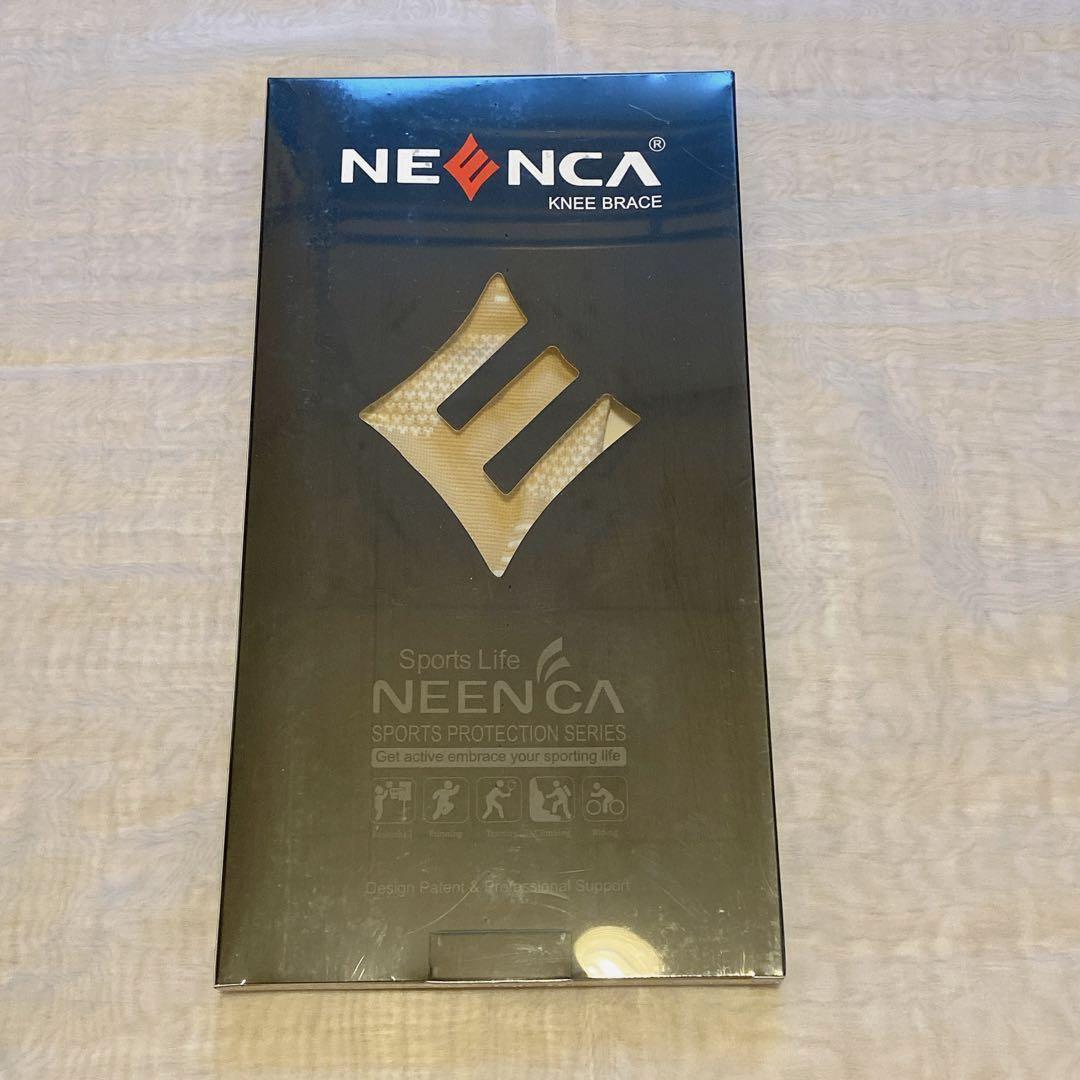 NEENCA®
KNEE BRACE
Sports Life
NEENCA
SPORTS PROTECTION SERIES
Get active embrace your sporting life
Running Climbing Riding
Design Patent & Professional Support